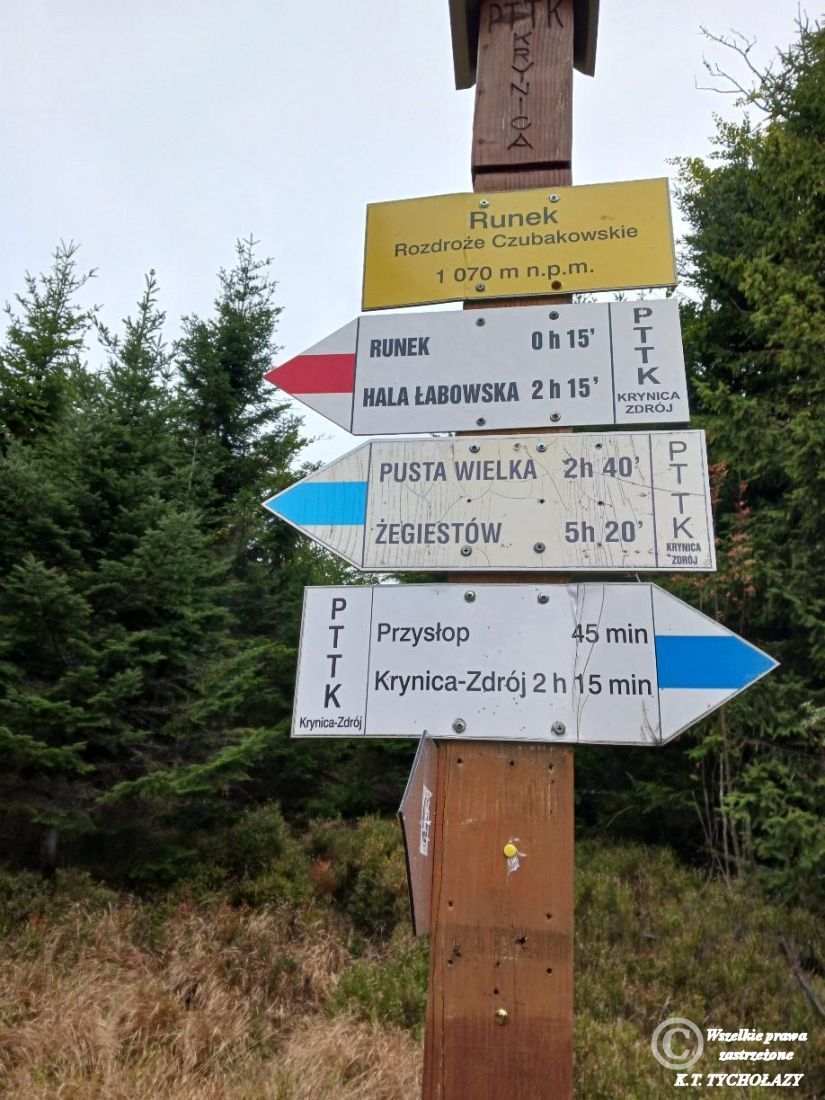 PTTK
KRYNICA
Runek
Rozdroże Czubakowskie
1 070 m n.p.m.
RUNEK 0 h 15'
HALA ŁABOWSKA 2 h 15'
PTTK
KRYNICA
ZDRÓJ
PUSTA WIELKA 2h 40'
ŻEGIESTÓW 5h 20'
PTTK
KRYNICA
ZDRÓJ
PTTK
Krynica-Zdrój
Przysłop 45 min
Krynica-Zdrój 2 h 15 min
© Wszelkie prawa
zastrzeżone
K.T. TYCHOŁAZY